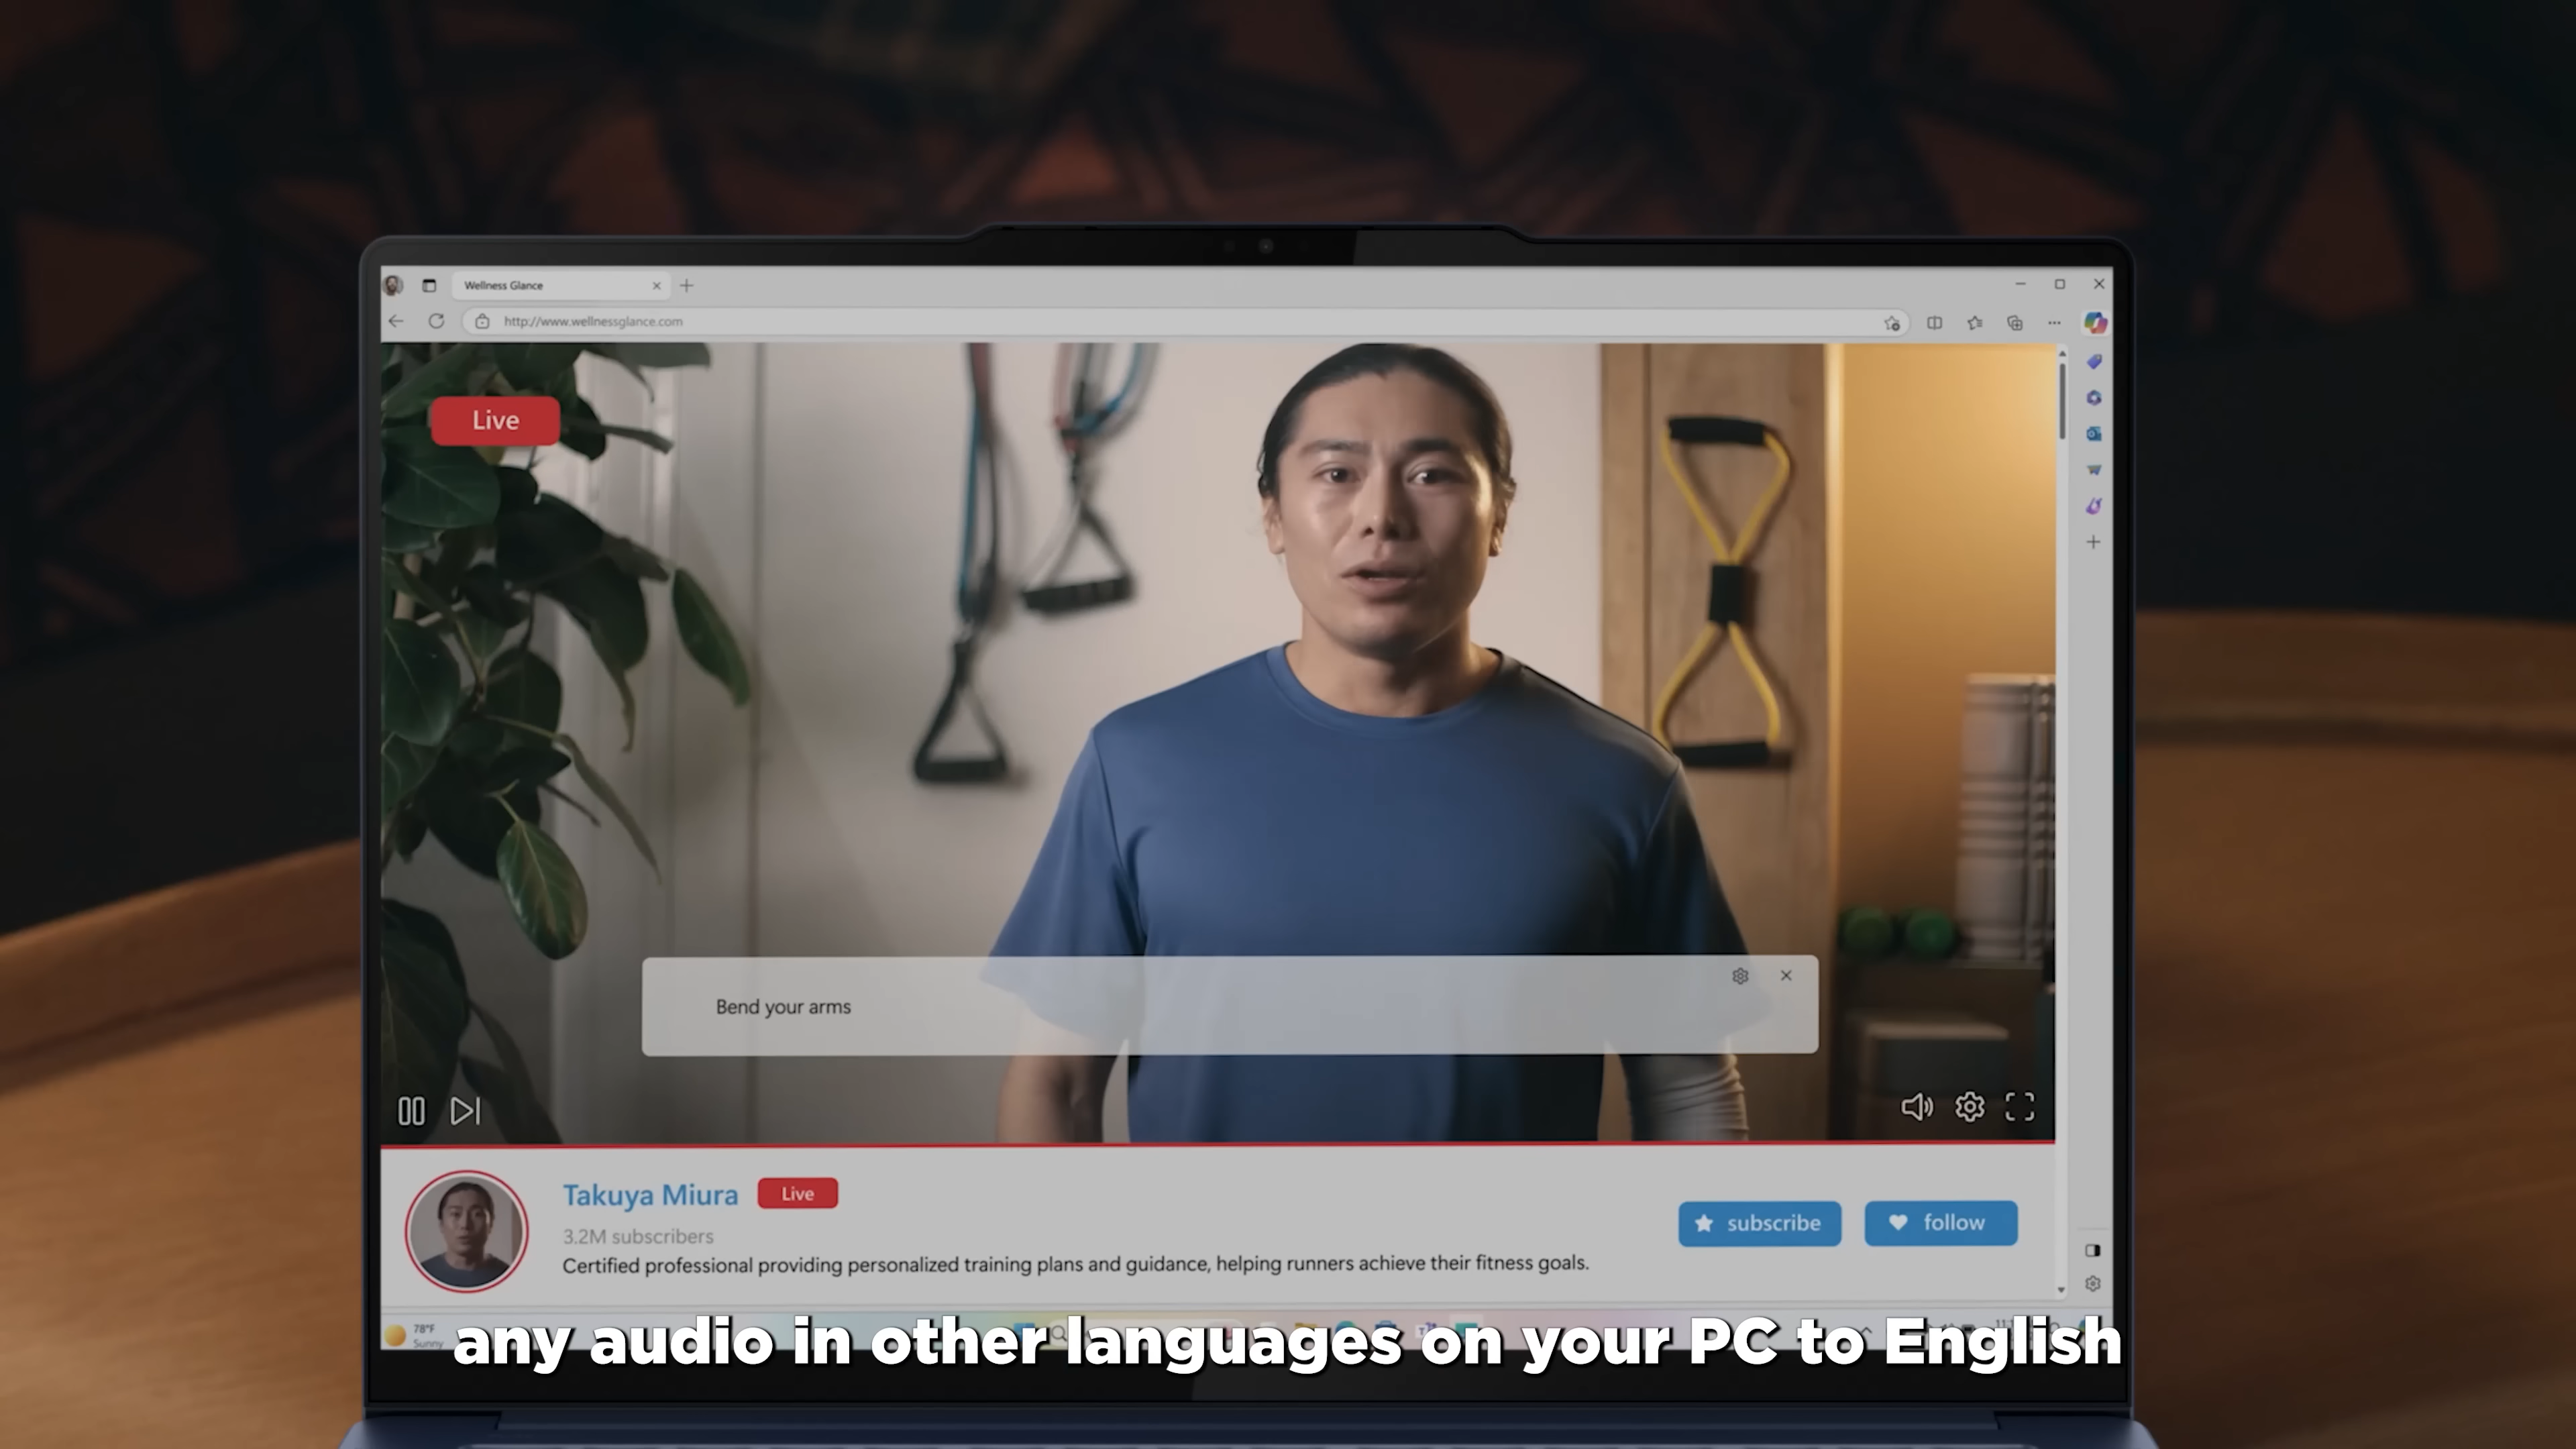 Wellness Glance
http://www.wellnessglance.com
Live
Bend your arms
Takuya Miura Live
3.2M subscribers
Certified professional providing personalized training plans and guidance, helping runners achieve their fitness goals.
subscribe
follow
78°F
Sunny
any audio in other languages on your PC to English